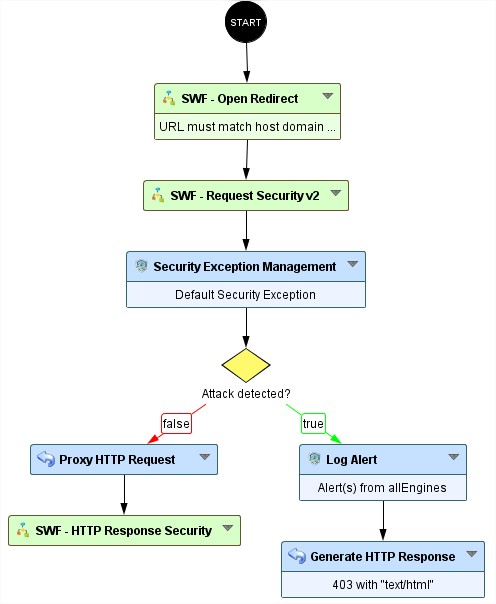 START
SWF - Open Redirect
URL must match host domain ...
SWF - Request Security v2
Security Exception Management
Default Security Exception
Attack detected?
false
true
Proxy HTTP Request
Log Alert
Alert(s) from allEngines
SWF - HTTP Response Security
Generate HTTP Response
403 with "text/html"